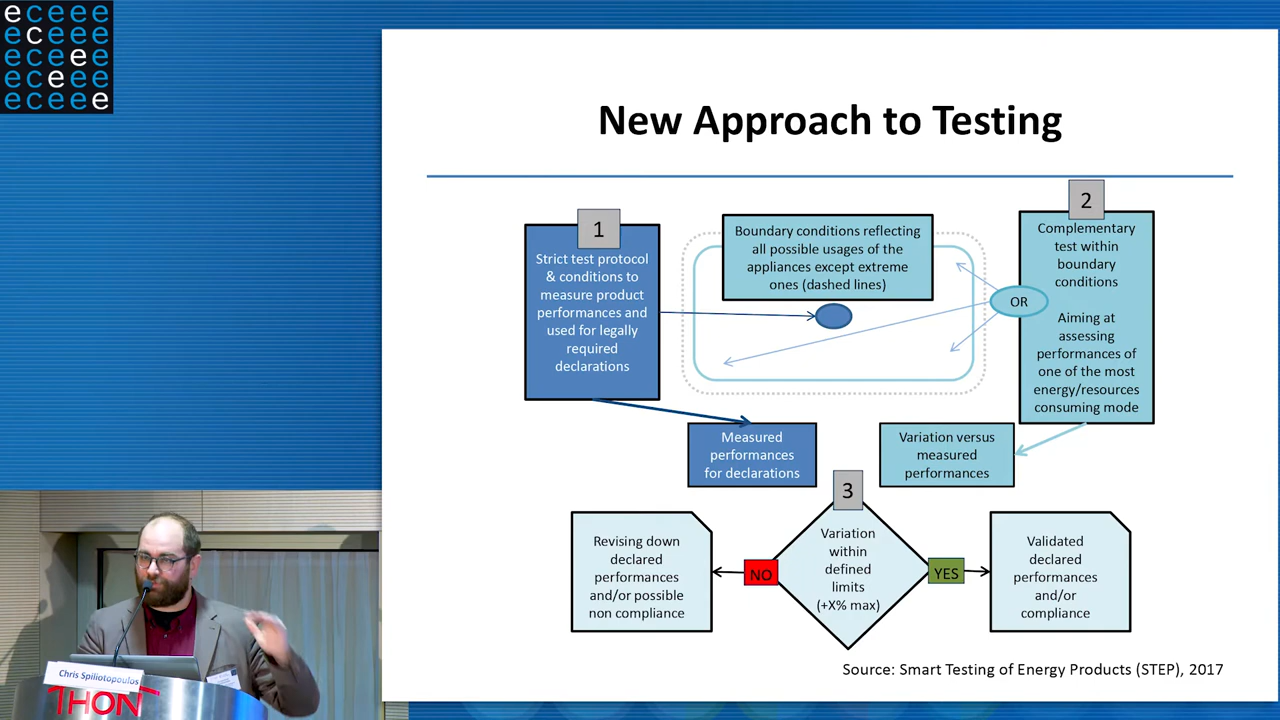 eceee
eceee
eceee
eceee
eceee
New Approach to Testing
1
Strict test protocol
& conditions to
measure product
performances and
used for legally
required
declarations
Boundary conditions reflecting
all possible usages of the
appliances except extreme
ones (dashed lines)
OR
2
Complementary
test within
boundary
conditions
Aiming at
assessing
performances of
one of the most
energy/resources
consuming mode
Measured
performances
for declarations
Variation versus
measured
performances
3
Variation
within
defined
limits
(+X% max)
NO
YES
Revising down
declared
performances
and/or possible
non compliance
Validated
declared
performances
and/or
compliance
Source: Smart Testing of Energy Products (STEP), 2017
Chris Spiliotopoulos
THON